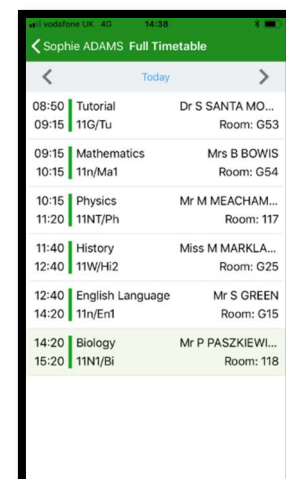 vodafone UK 4G 14:38
Sophie ADAMS Full Timetable
Today
08:50 Tutorial Dr S SANTA MO...
09:15 11G/Tu Room: G53
09:15 Mathematics Mrs B BOWIS
10:15 11n/Ma1 Room: G54
10:15 Physics Mr M MEACHAM...
11:20 11NT/Ph Room: 117
11:40 History Miss M MARKLA...
12:40 11W/Hi2 Room: G25
12:40 English Language Mr S GREEN
14:20 11n/En1 Room: G15
14:20 Biology Mr P PASZKIEWI...
15:20 11N1/Bi Room: 118